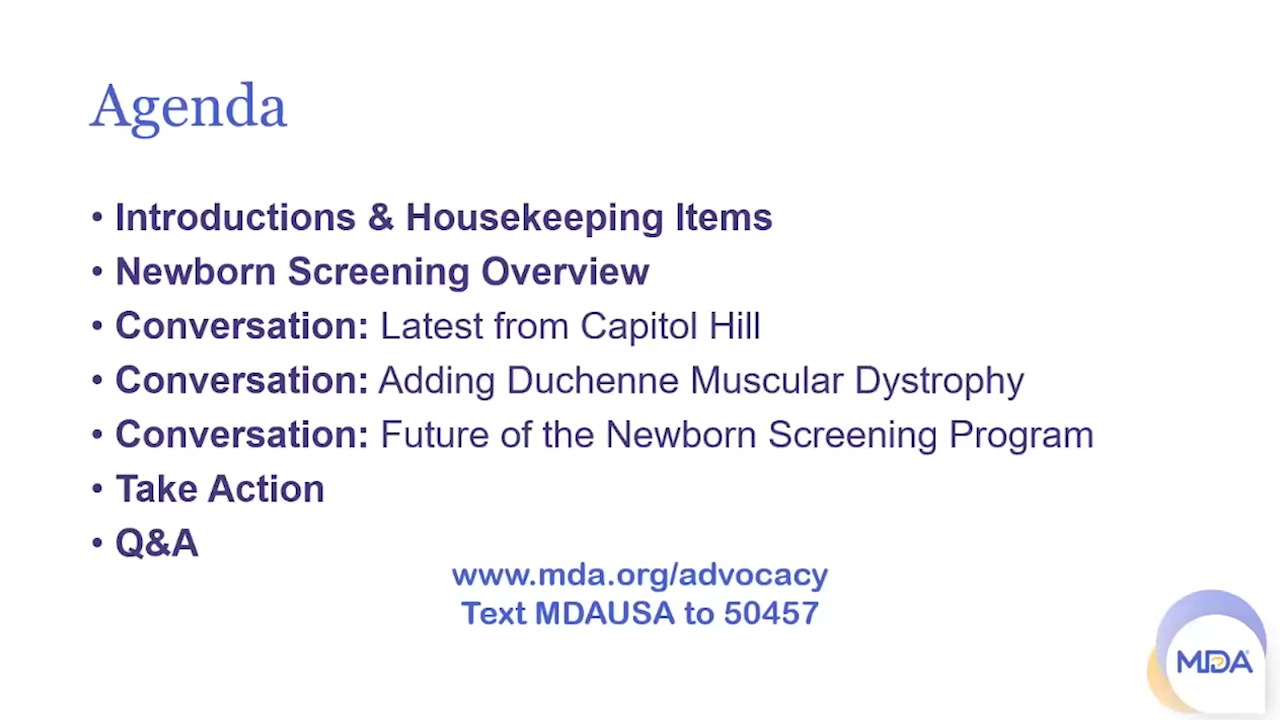 Agenda
• Introductions & Housekeeping Items
• Newborn Screening Overview
• Conversation: Latest from Capitol Hill
• Conversation: Adding Duchenne Muscular Dystrophy
• Conversation: Future of the Newborn Screening Program
• Take Action
• Q&A
www.mda.org/advocacy
Text MDAUSA to 50457
MDA